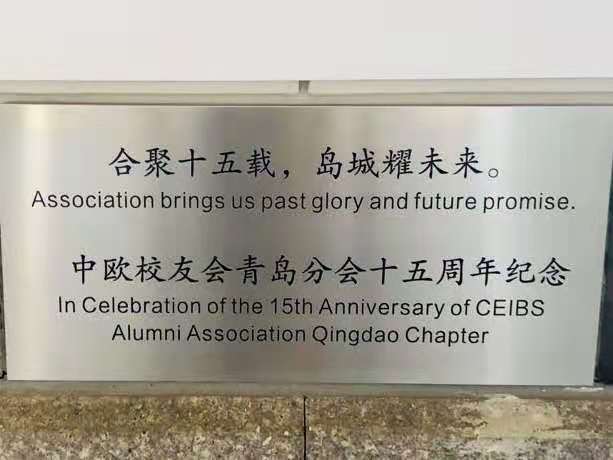 合聚十五载，岛城耀未来。
Association brings us past glory and future promise.
中欧校友会青岛分会十五周年纪念
In Celebration of the 15th Anniversary of CEIBS
Alumni Association Qingdao Chapter